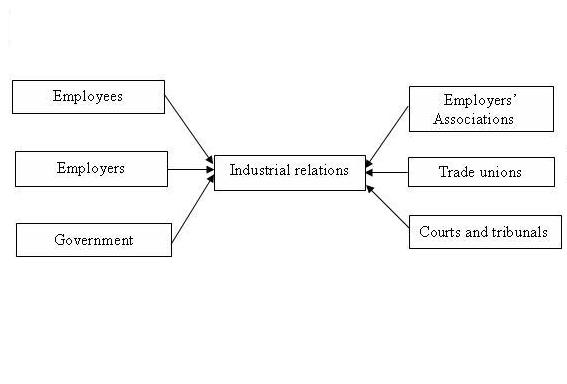 Employees
Employers
Government
Industrial relations
Employers’
Associations
Trade unions
Courts and tribunals